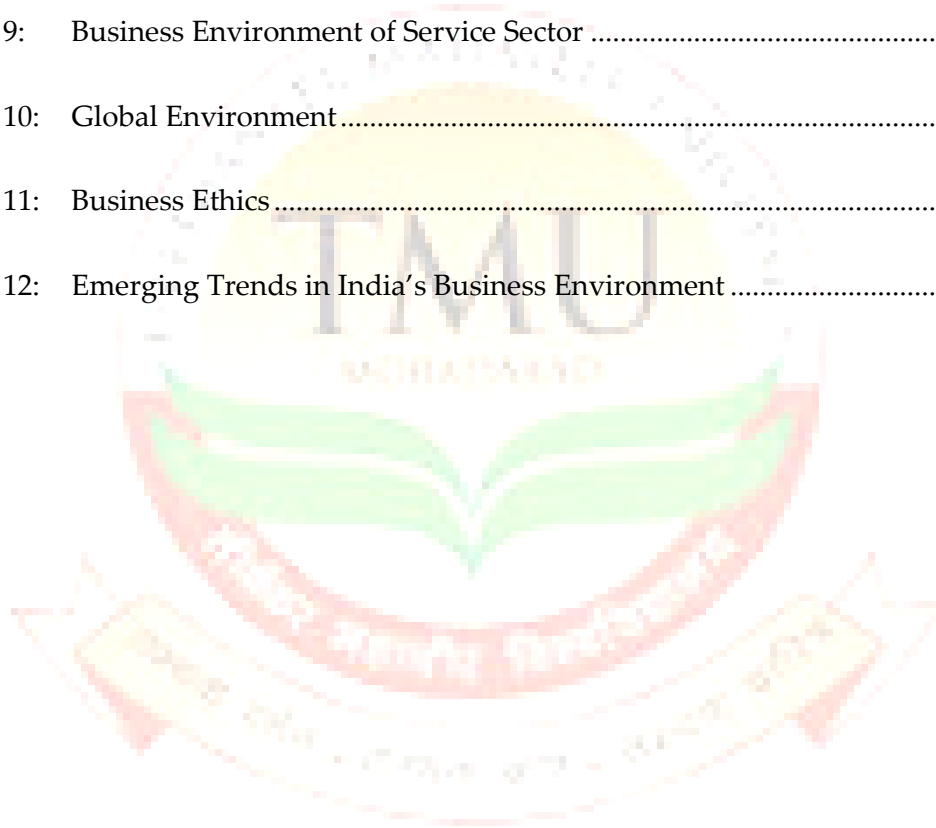 9: Business Environment of Service Sector ..........................................
10: Global Environment ..........................................................................................
11: Business Ethics ...................................................................................................
12: Emerging Trends in India’s Business Environment .........................
TMU